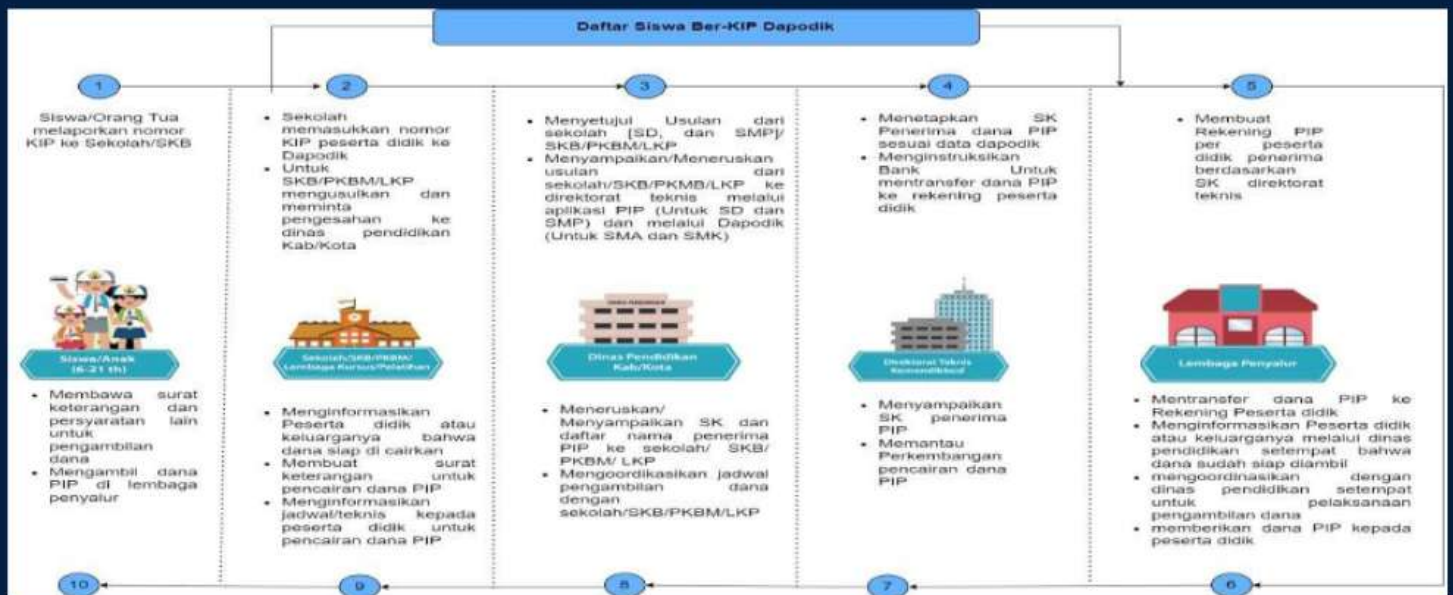 Daftar Siswa Ber-KIP Dapodik
1
2
3
4
5
Siswa/Orang Tua
melaporkan nomor
KIP ke Sekolah/SKB
• Sekolah
memasukkan nomor
KIP peserta didik ke
Dapodik
• Untuk
SKB/PKBM/LKP
mengusulkan dan
meminta
pengesahan ke
dinas pendidikan
Kab/Kota
• Menyetujui Usulan dari
sekolah [SD, dan SMP]/
SKB/PKBM/LKP
• Menyampaikan/Meneruskan
usulan dari
sekolah/SKB/PKMB/LKP ke
direktorat teknis melalui
aplikasi PIP (Untuk SD dan
SMP) dan melalui Dapodik
(Untuk SMA dan SMK)
• Menetapkan SK
Penerima dana PIP
sesuai data dapodik
• Menginstruksikan
Bank Untuk
mentransfer dana PIP
ke rekening peserta
didik
• Membuat
Rekening PIP
per peserta
didik penerima
berdasarkan
SK direktorat
teknis
Siswa/Anak
(6-21 th)
Sekolah/SKB/PKBM/
Lembaga Kursus/Pelatihan
Dinas Pendidikan
Kab/Kota
Direktorat Teknis
Kemendikbud
Lembaga Penyalur
• Membawa surat
keterangan dan
persyaratan lain
untuk
pengambilan
dana
• Mengambil dana
PIP di lembaga
penyalur
• Menginformasikan
Peserta didik atau
keluarganya bahwa
dana siap di cairkan
• Membuat surat
keterangan untuk
pencairan dana PIP
• Menginformasikan
jadwal/teknis kepada
peserta didik untuk
pencairan dana PIP
• Meneruskan/
Menyampaikan SK dan
daftar nama penerima
PIP ke sekolah/ SKB/
PKBM/ LKP
• Mengoordikasikan jadwal
pengambilan dana
dengan
sekolah/SKB/PKBM/LKP
• Menyampaikan
SK penerima
PIP
• Memantau
Perkembangan
pencairan dana
PIP
• Mentransfer dana PIP ke
Rekening Peserta didik
• Menginformasikan Peserta didik
atau keluarganya melalui dinas
pendidikan setempat bahwa
dana sudah siap diambil
• mengoordinasikan dengan
dinas pendidikan setempat
untuk pelaksanaan
pengambilan dana
• memberikan dana PIP kepada
peserta didik
10
9
8
7
6